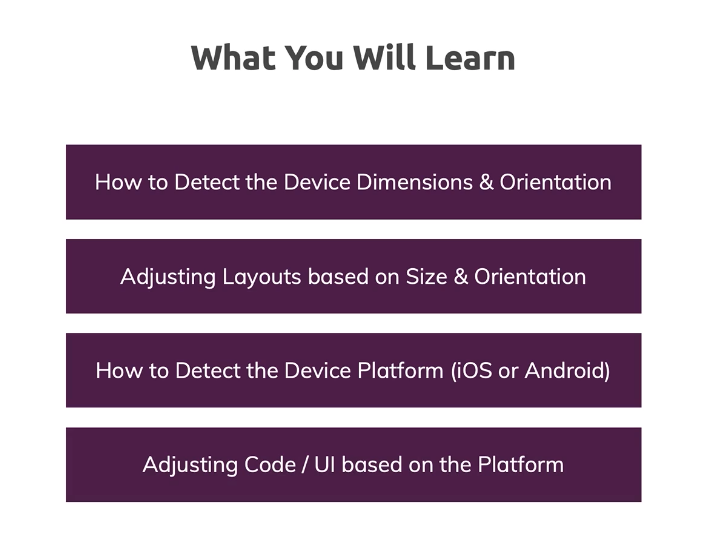 What You Will Learn
How to Detect the Device Dimensions & Orientation
Adjusting Layouts based on Size & Orientation
How to Detect the Device Platform (iOS or Android)
Adjusting Code / UI based on the Platform